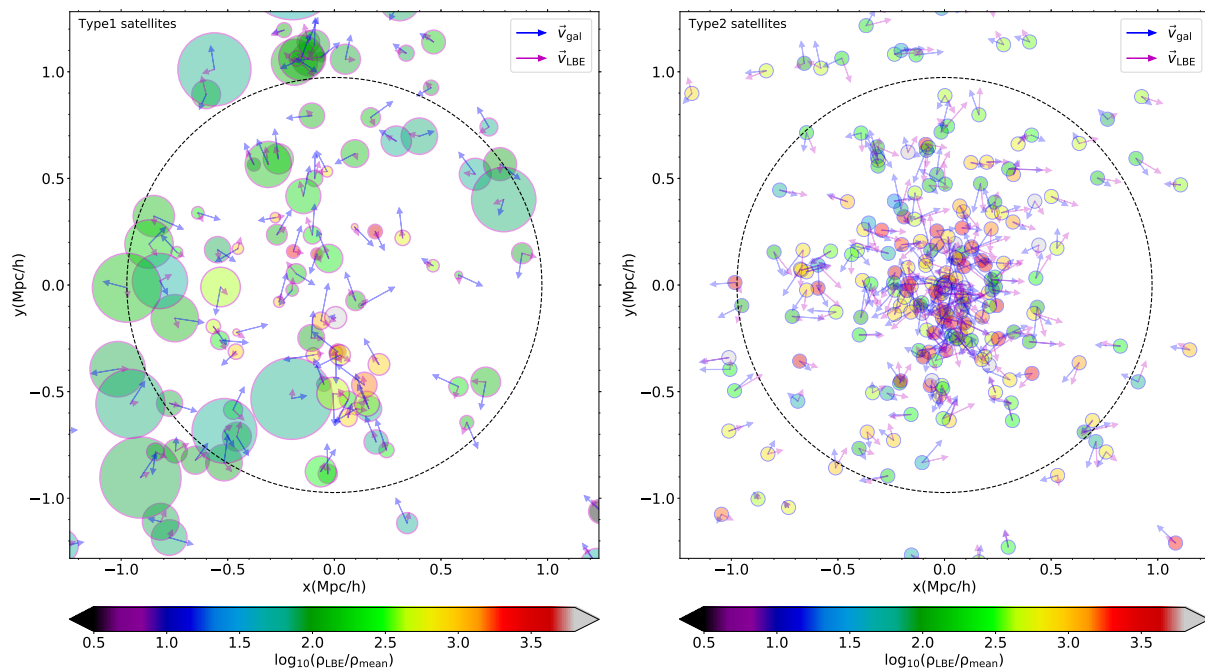 Type1 satellites
v⃗gal
v⃗LBE
1.0
0.5
0.0
−0.5
−1.0
y(Mpc/h)
−1.0 −0.5 0.0 0.5 1.0
x(Mpc/h)
0.5 1.0 1.5 2.0 2.5 3.0 3.5
log10(ρLBE/ρmean)
Type2 satellites
v⃗gal
v⃗LBE
1.0
0.5
0.0
−0.5
−1.0
y(Mpc/h)
−1.0 −0.5 0.0 0.5 1.0
x(Mpc/h)
0.5 1.0 1.5 2.0 2.5 3.0 3.5
log10(ρLBE/ρmean)